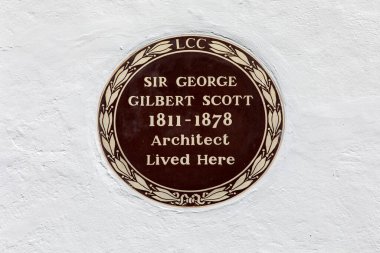 LCC
SIR GEORGE
GILBERT SCOTT
1811-1878
Architect
Lived Here